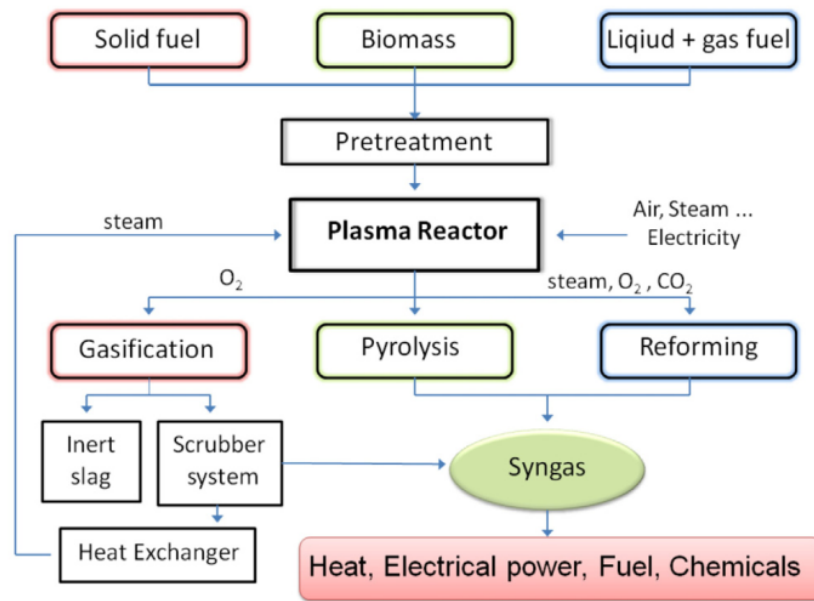 Solid fuel
Biomass
Liqiud + gas fuel
Pretreatment
steam
Plasma Reactor
Air, Steam ...
Electricity
O₂
steam, O₂ , CO₂
Gasification
Pyrolysis
Reforming
Inert
slag
Scrubber
system
Syngas
Heat Exchanger
Heat, Electrical power, Fuel, Chemicals